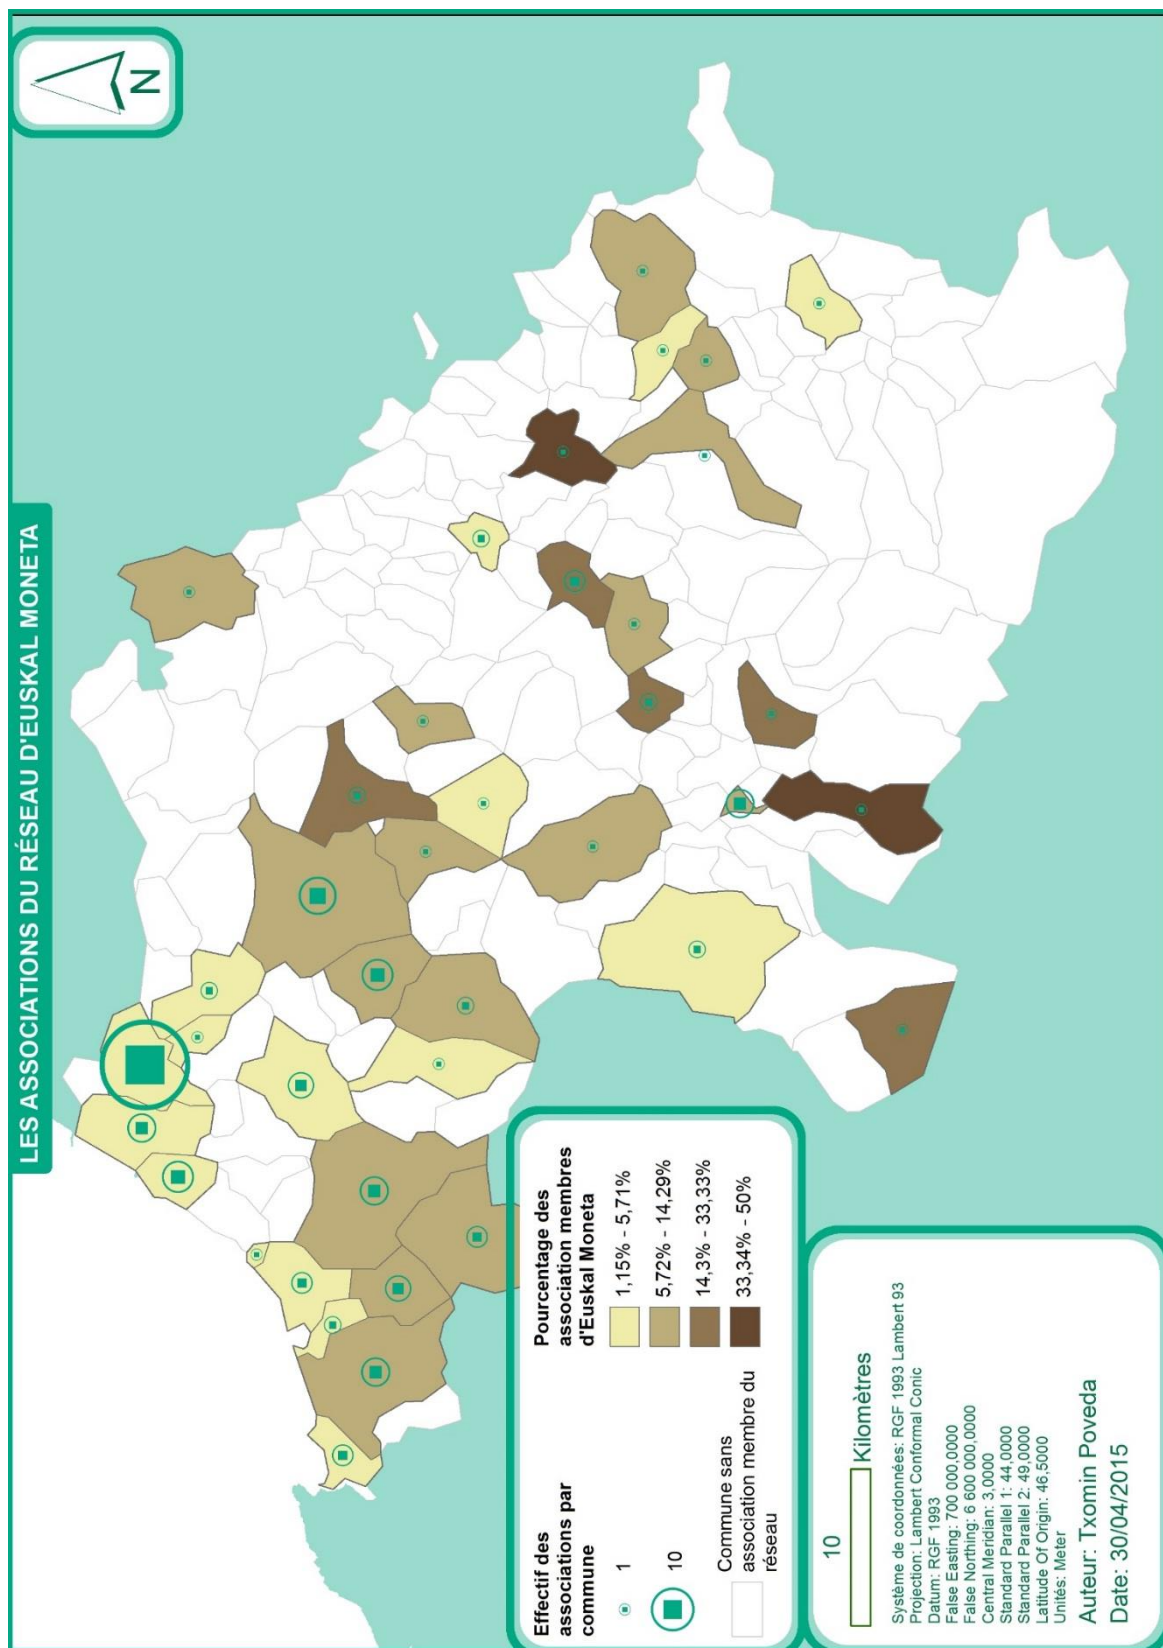 LES ASSOCIATIONS DU RÉSEAU D'EUSKAL MONETA
N
Effectif des
associations par
commune
1
10
Commune sans
association membre du
réseau
Pourcentage des
association membres
d'Euskal Moneta
1,15% - 5,71%
5,72% - 14,29%
14,3% - 33,33%
33,34% - 50%
10
Kilomètres
Système de coordonnées: RGF 1993 Lambert 93
Projection: Lambert Conformal Conic
Datum: RGF 1993
False Easting: 700 000,0000
False Northing: 6 600 000,0000
Central Meridian: 3,0000
Standard Parallel 1: 44,0000
Standard Parallel 2: 49,0000
Latitude Of Origin: 46,5000
Unités: Meter
Auteur: Txomin Poveda
Date: 30/04/2015